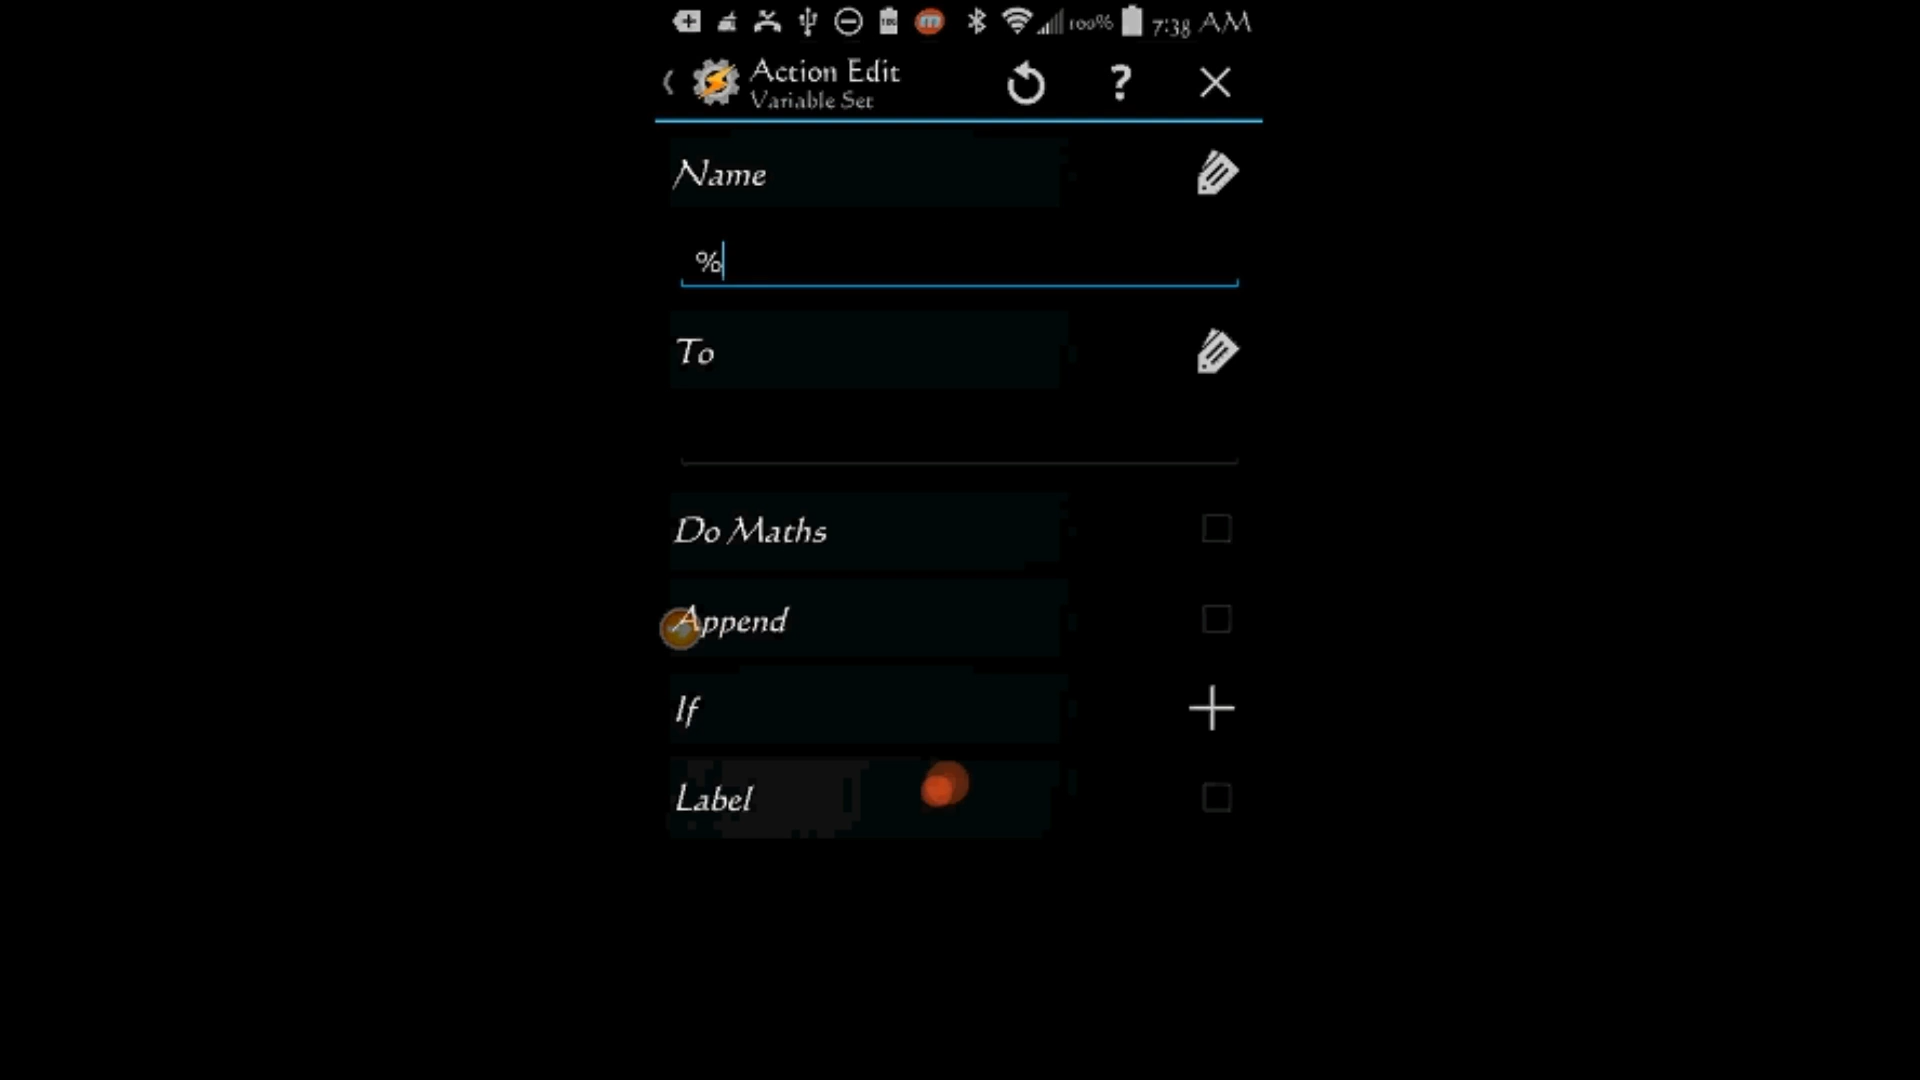 100% 7:38 AM
Action Edit
Variable Set
Name
%
To
Do Maths
Append
If
Label